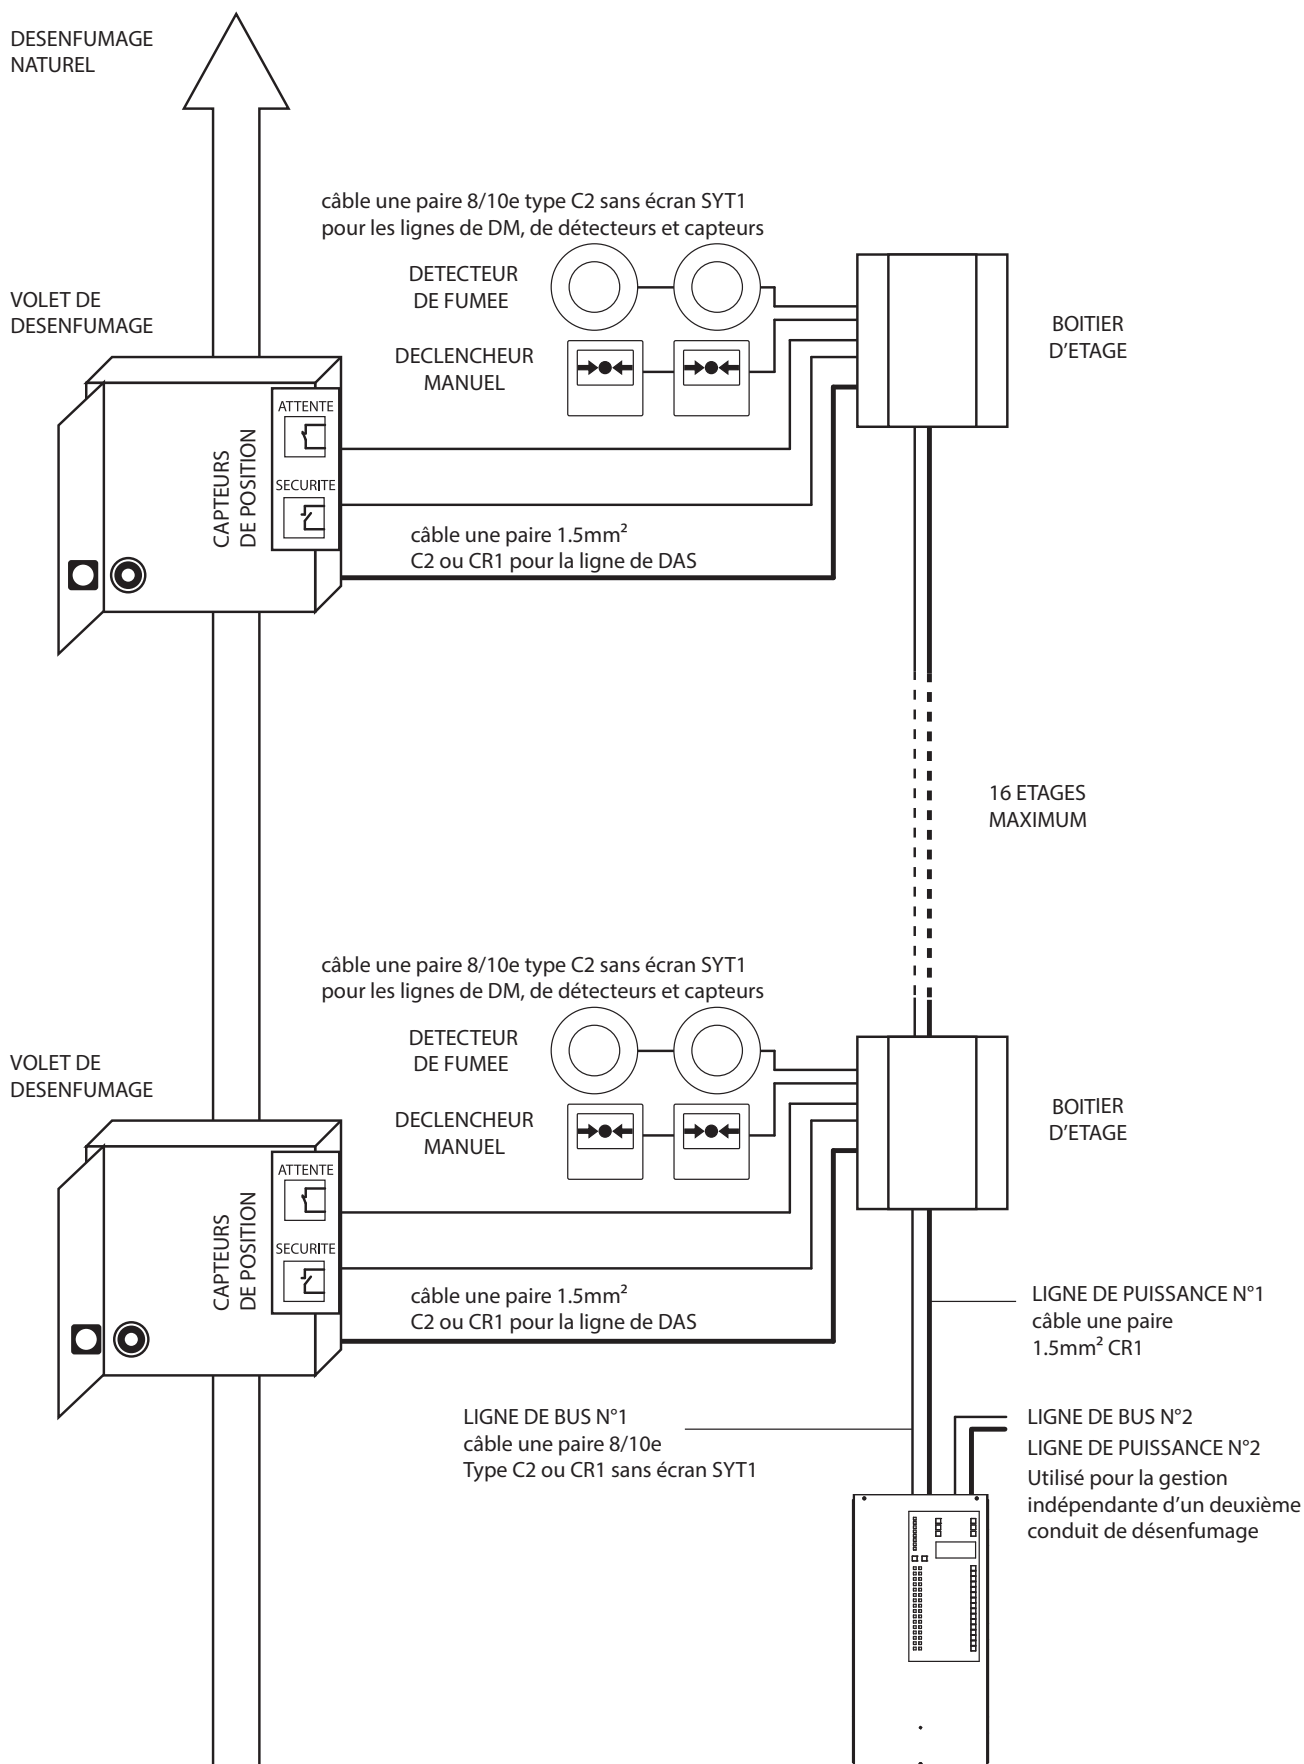 DESENFUMAGE
NATUREL
câble une paire 8/10e type C2 sans écran SYT1
pour les lignes de DM, de détecteurs et capteurs
DETECTEUR
DE FUMEE
VOLET DE
DESENFUMAGE
BOITIER
D'ETAGE
DECLENCHEUR
MANUEL
ATTENTE
CAPTEURS
DE POSITION
SECURITE
câble une paire 1.5mm²
C2 ou CR1 pour la ligne de DAS
16 ETAGES
MAXIMUM
câble une paire 8/10e type C2 sans écran SYT1
pour les lignes de DM, de détecteurs et capteurs
DETECTEUR
DE FUMEE
VOLET DE
DESENFUMAGE
BOITIER
D'ETAGE
DECLENCHEUR
MANUEL
ATTENTE
CAPTEURS
DE POSITION
SECURITE
câble une paire 1.5mm²
C2 ou CR1 pour la ligne de DAS
LIGNE DE PUISSANCE N°1
câble une paire
1.5mm² CR1
LIGNE DE BUS N°1
câble une paire 8/10e
Type C2 ou CR1 sans écran SYT1
LIGNE DE BUS N°2
LIGNE DE PUISSANCE N°2
Utilisé pour la gestion
indépendante d'un deuxième
conduit de désenfumage